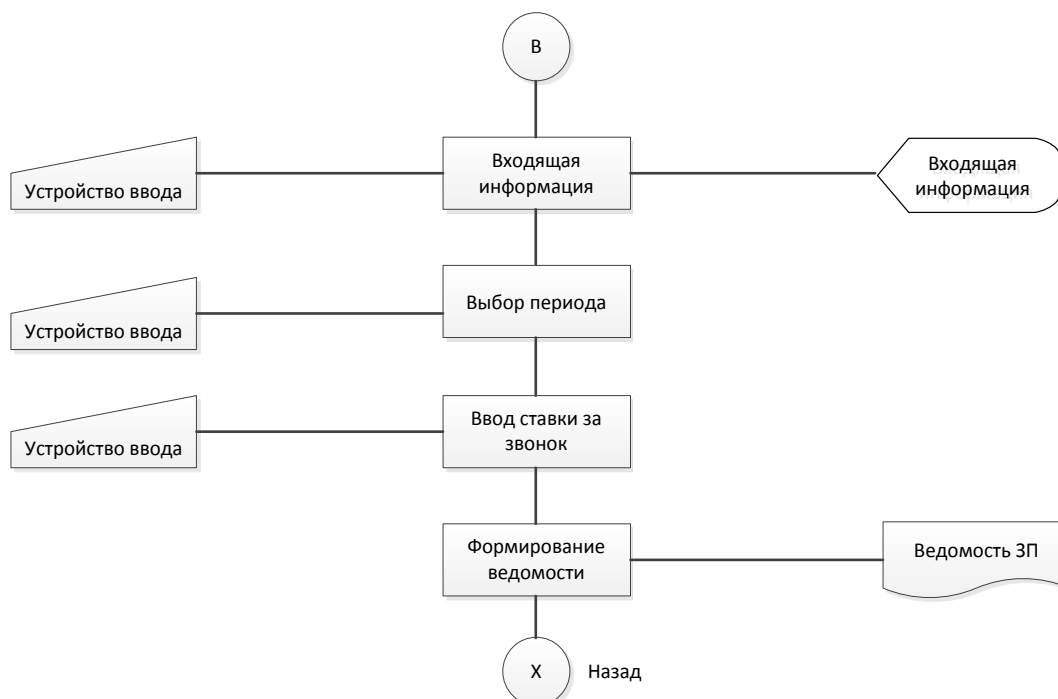 В
Устройство ввода
Входящая
информация
Входящая
информация
Устройство ввода
Выбор периода
Устройство ввода
Ввод ставки за
звонок
Формирование
ведомости
Ведомость ЗП
Х
Назад